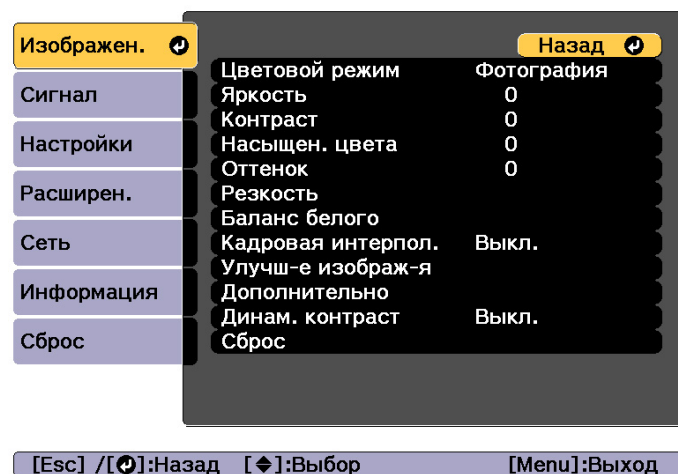 Изображен.
Назад
Цветовой режим Фотография
Сигнал
Яркость 0
Контраст 0
Настройки
Насыщен. цвета 0
Оттенок 0
Расширен.
Резкость
Баланс белого
Сеть
Кадровая интерпол. Выкл.
Улучш-е изображ-я
Информация
Дополнительно
Динам. контраст Выкл.
Сброс
Сброс
[Esc] /[]:Назад []:Выбор [Menu]:Выход